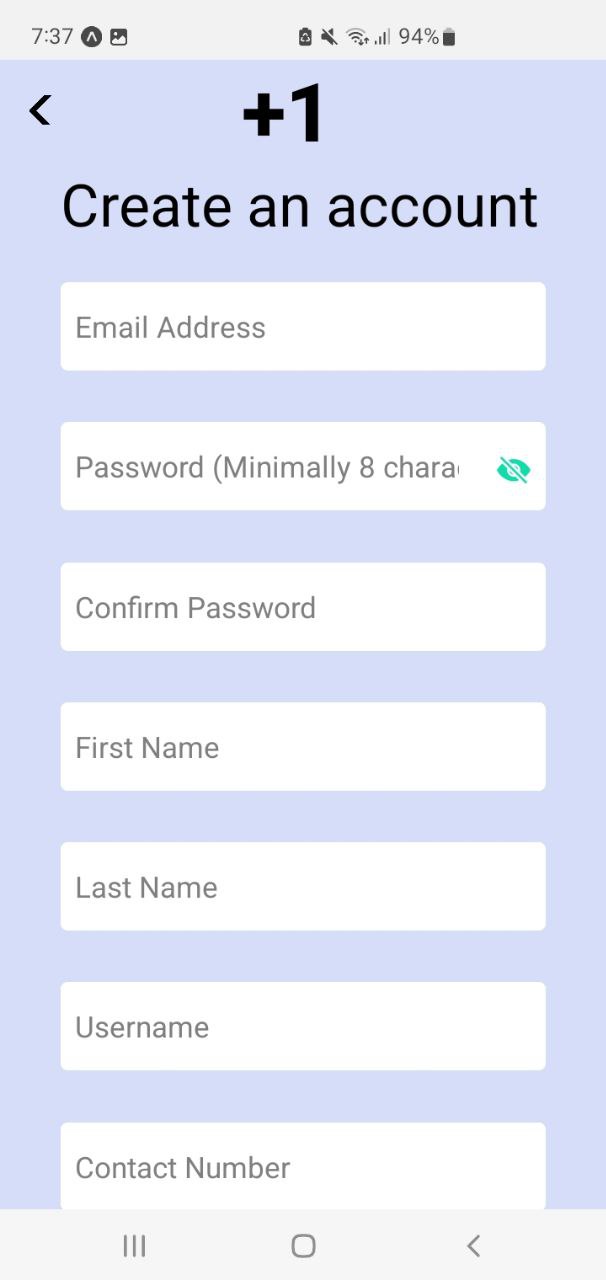 7:37 94%
+1
Create an account
Email Address
Password (Minimally 8 chara
Confirm Password
First Name
Last Name
Username
Contact Number